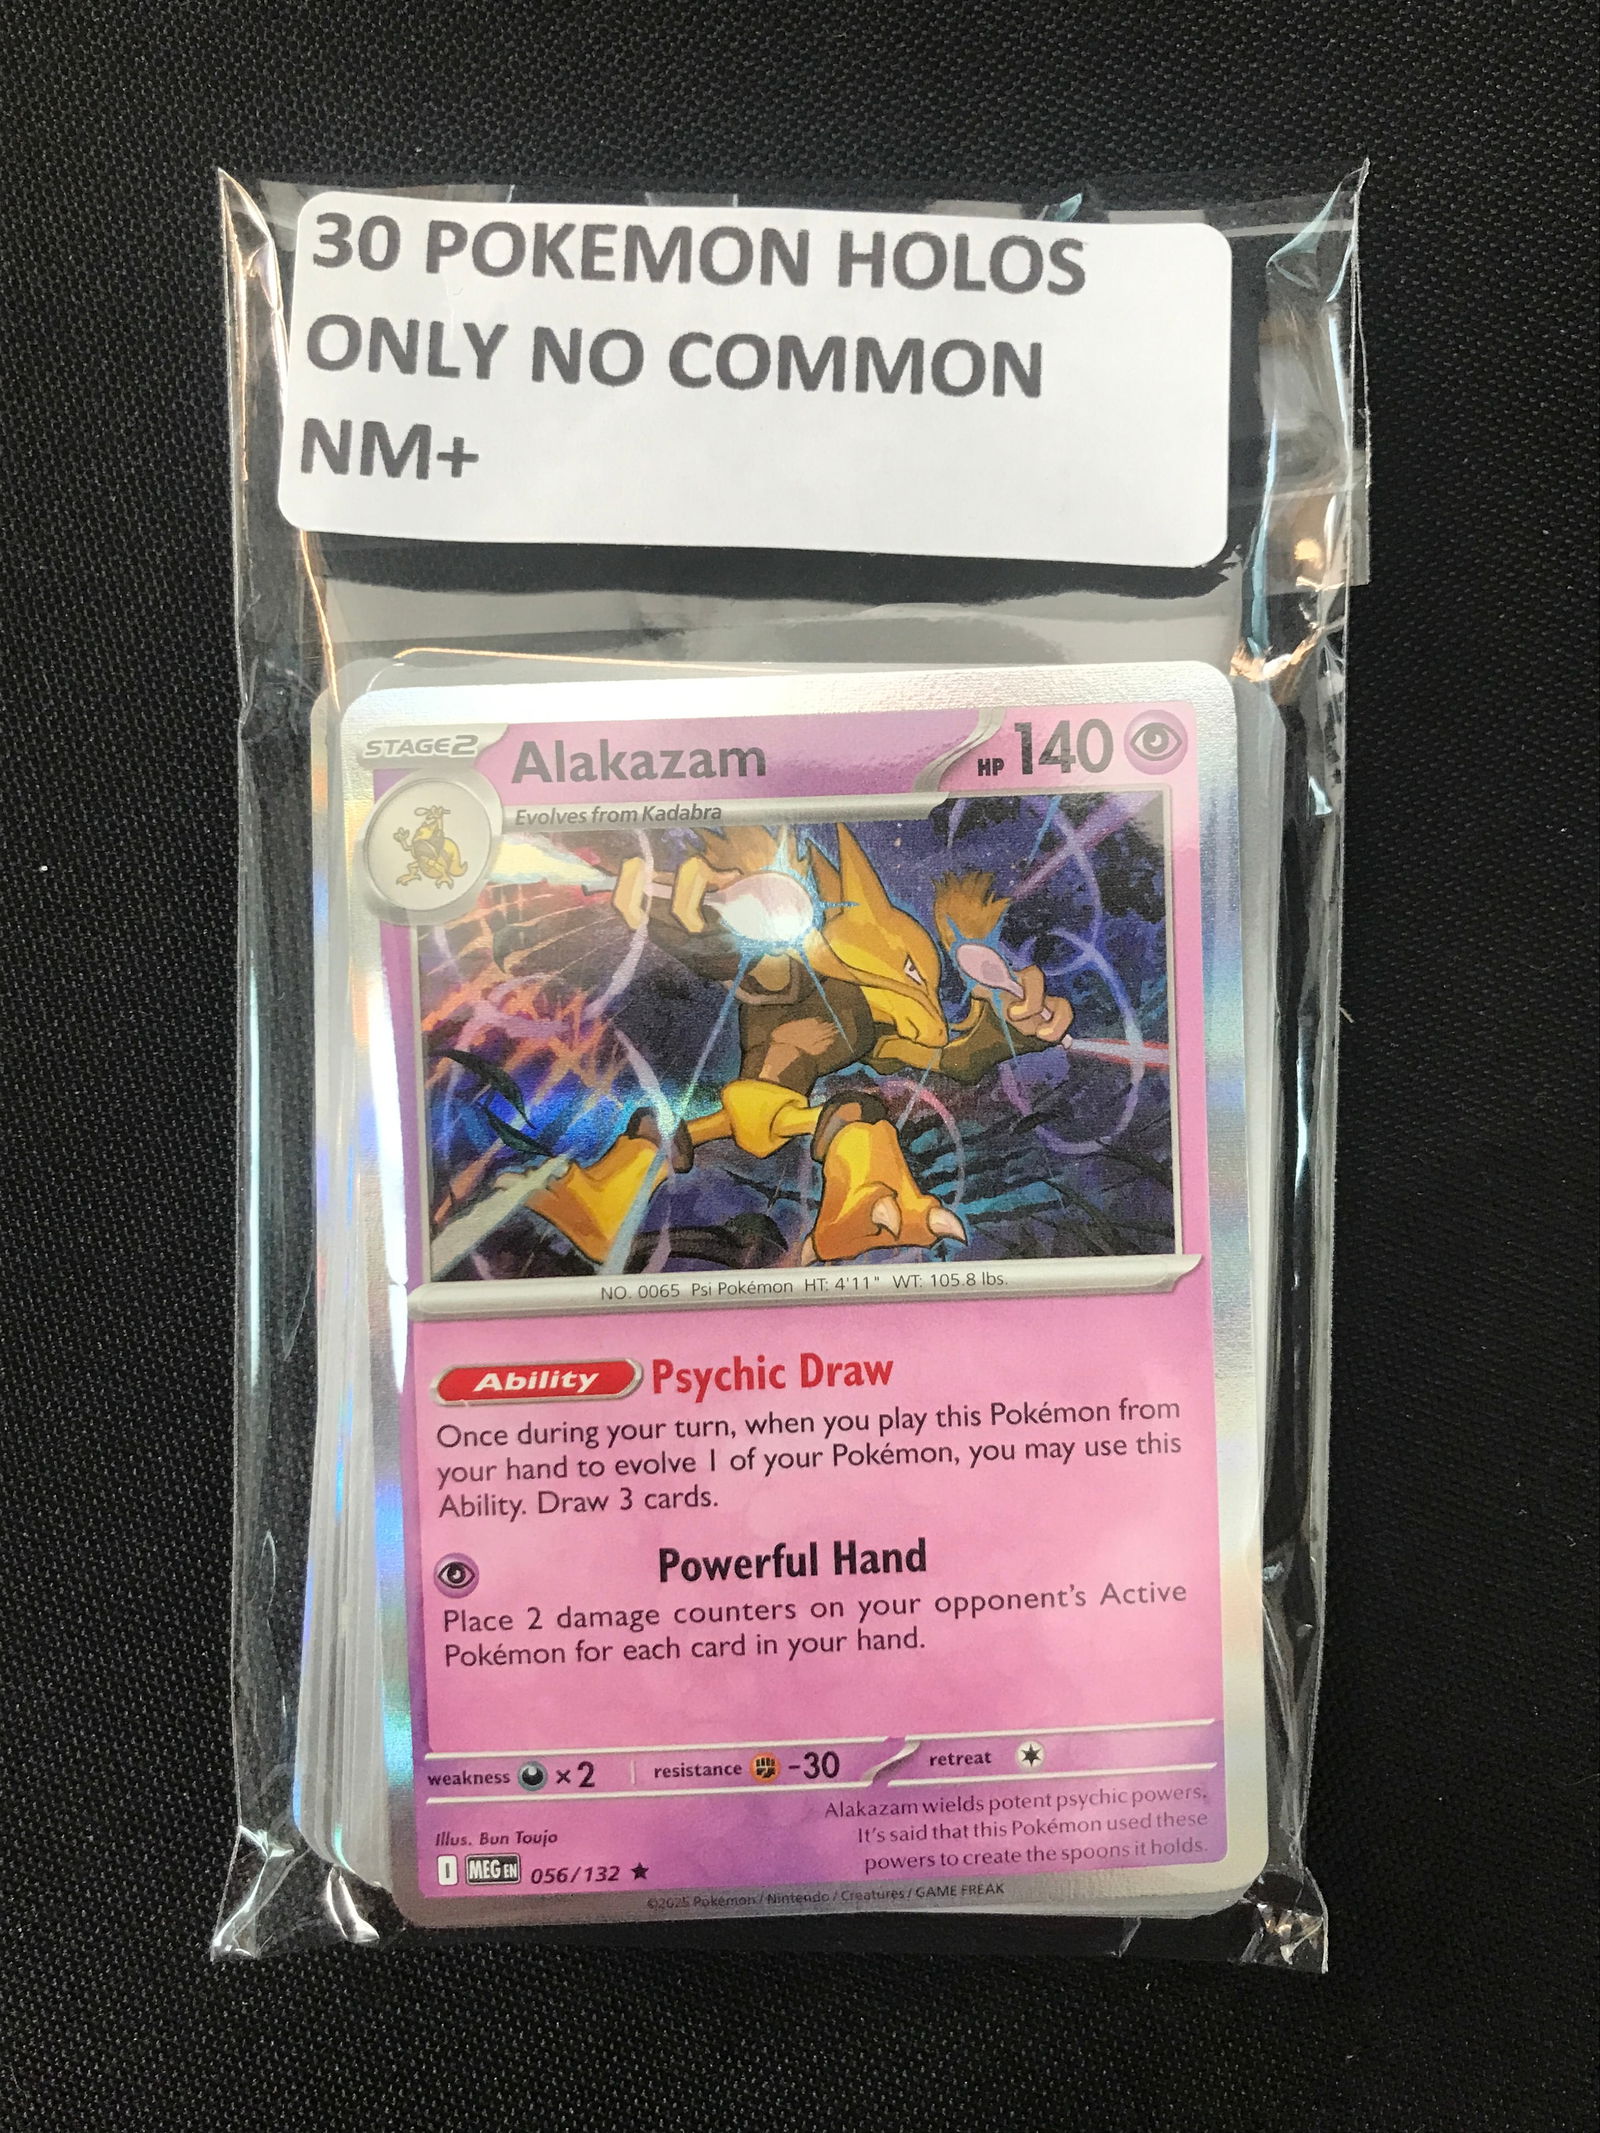 30 POKEMON HOLOS
ONLY NO COMMON
NM+
STAGE2 Alakazam HP 140
Evolves from Kadabra
NO. 0065 Psi Pokémon HT: 4'11" WT: 105.8 lbs.
Ability Psychic Draw
Once during your turn, when you play this Pokémon from
your hand to evolve 1 of your Pokémon, you may use this
Ability. Draw 3 cards.
Powerful Hand
Place 2 damage counters on your opponent's Active
Pokémon for each card in your hand.
weakness ×2 resistance -30 retreat
Alakazam wields potent psychic powers.
It's said that this Pokémon used these
powers to create the spoons it holds.
Illus. Bun Toujo
I MEG EN 056/132 ★
©2025 Pokémon / Nintendo / Creatures / GAME FREAK